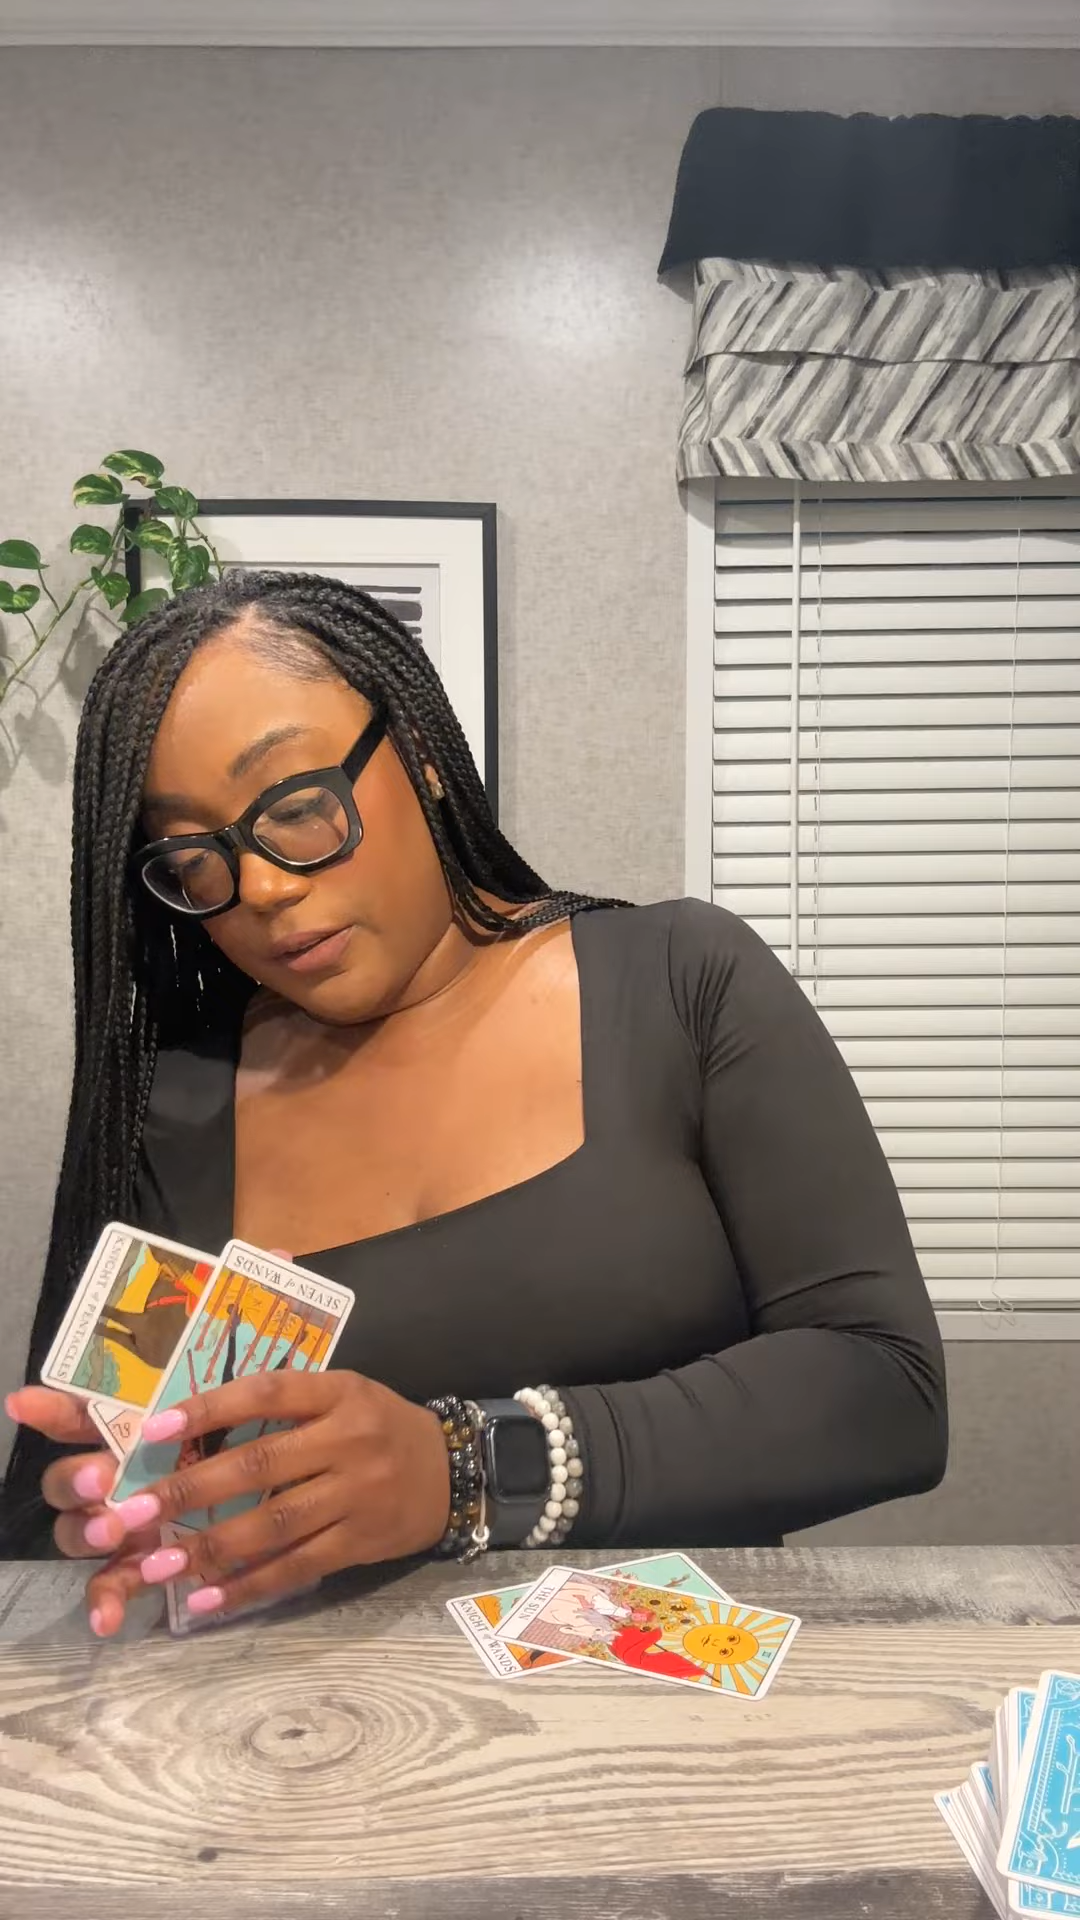 KNIGHT of PENTACLES
SEVEN of WANDS
KNIGHT of WANDS
THE SUN